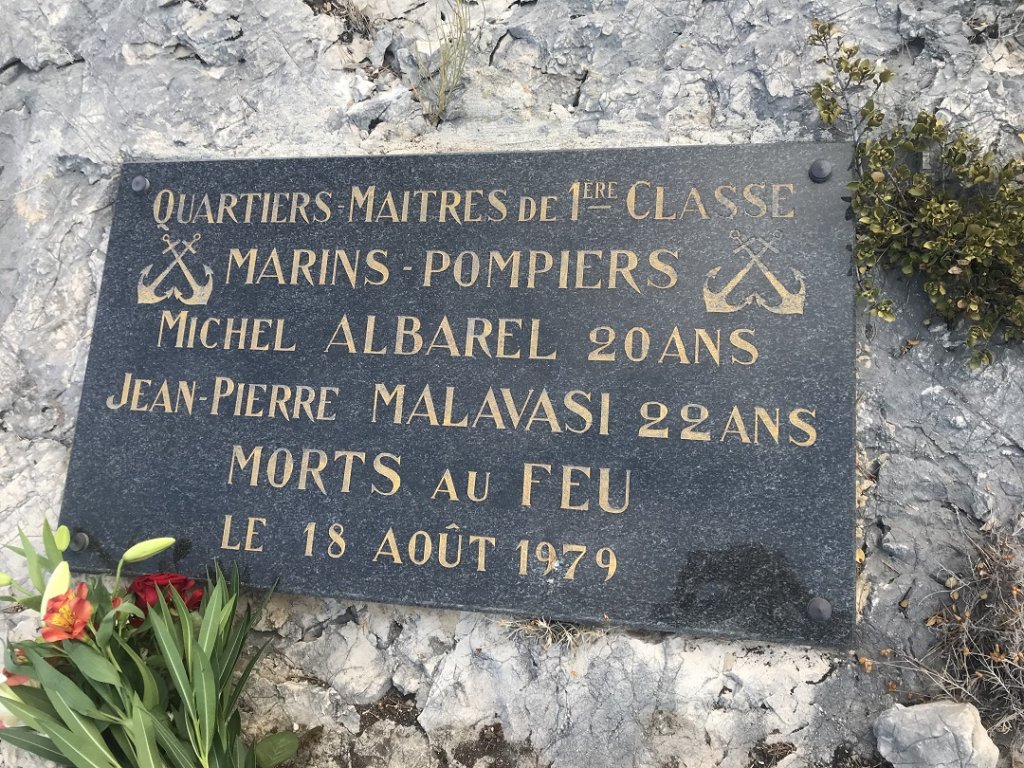 QUARTIERS-MAITRES DE 1ERE CLASSE
MARINS-POMPIERS
MICHEL ALBAREL 20 ANS
JEAN-PIERRE MALAVASI 22 ANS
MORTS AU FEU
LE 18 AOÛT 1979